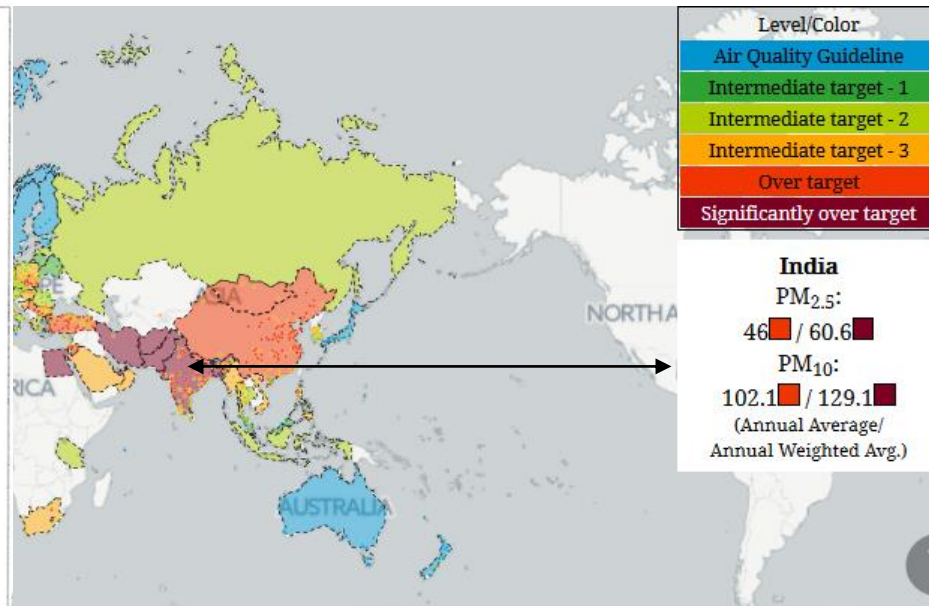 Level/Color
Air Quality Guideline
Intermediate target - 1
Intermediate target - 2
Intermediate target - 3
Over target
Significantly over target
India
PM2.5:
46 / 60.6
PM10:
102.1 / 129.1
(Annual Average/
Annual Weighted Avg.)
PE
ASIA
NORTH A
RICA
AUSTRALIA